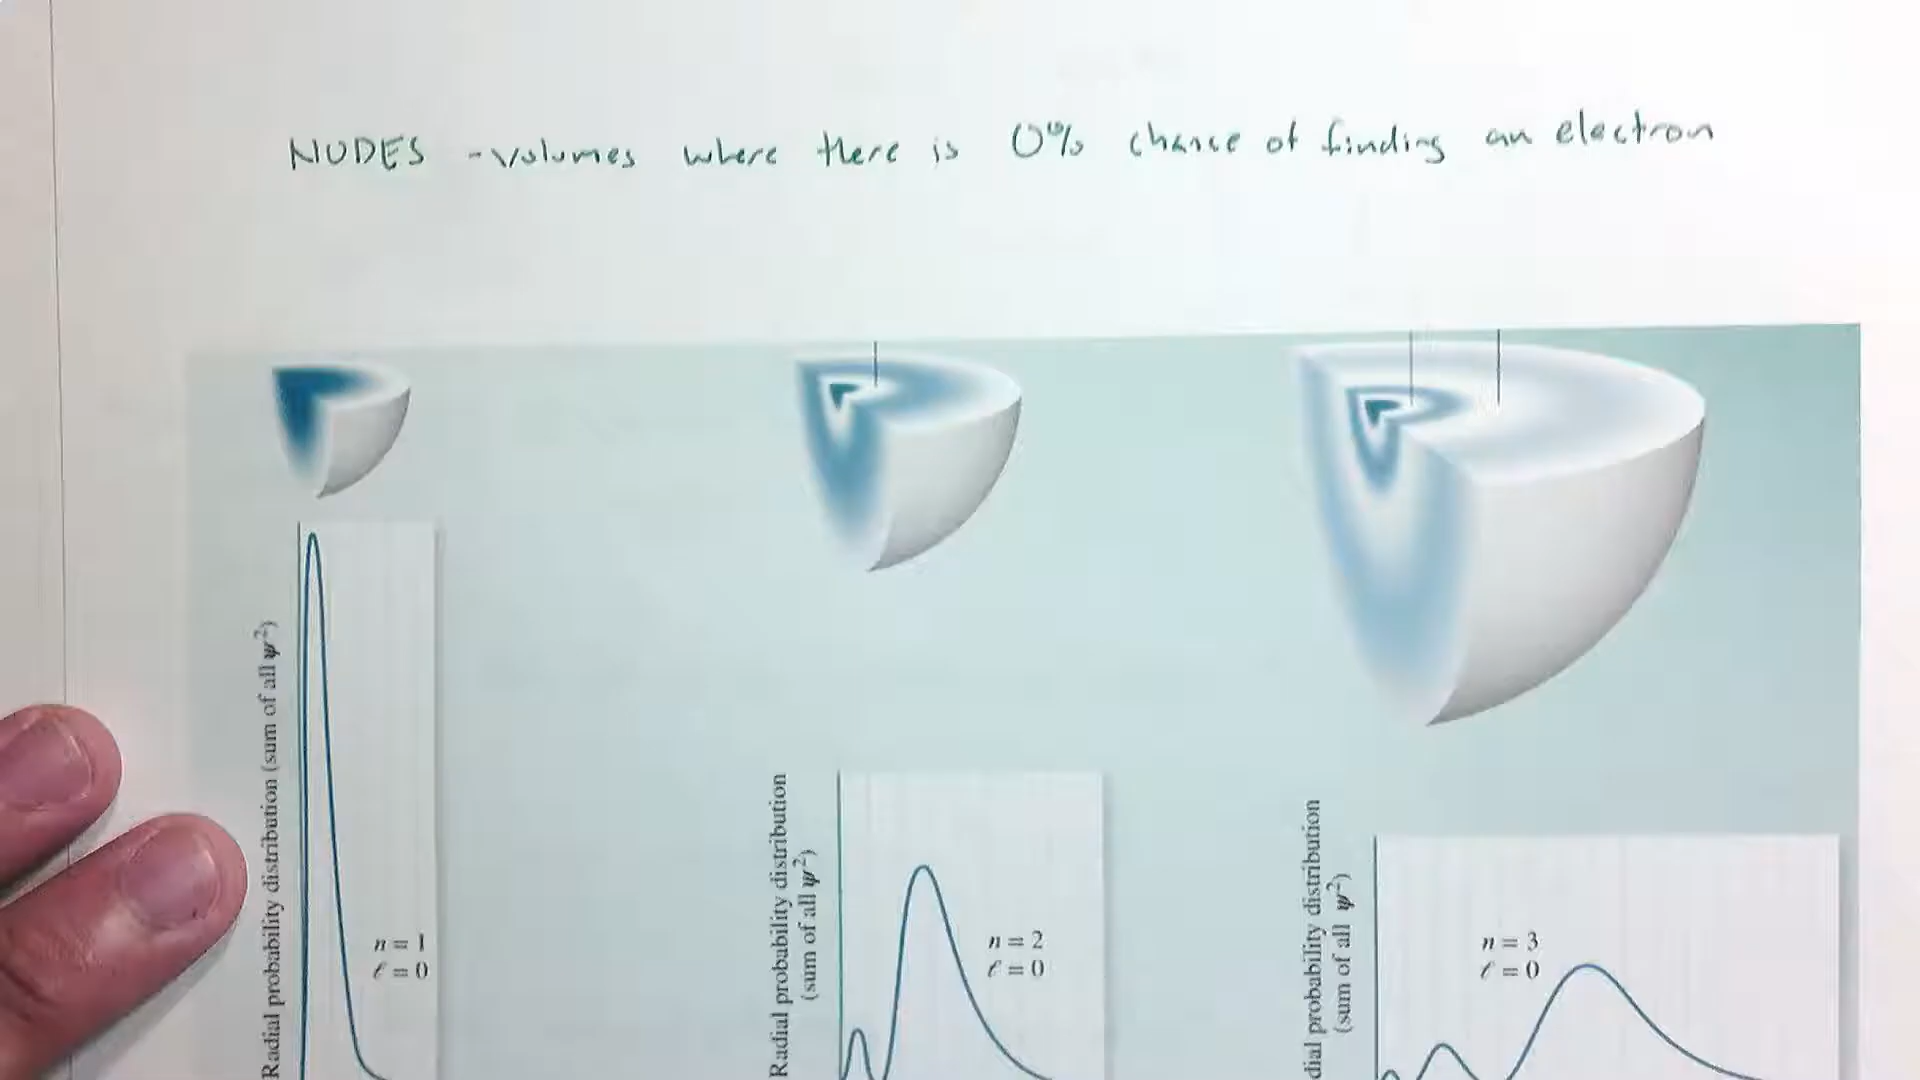 NODES - volumes where there is 0% chance of finding an electron
Radial probability distribution (sum of all ψ²)
n = 1
ℓ = 0
Radial probability distribution
(sum of all ψ²)
n = 2
ℓ = 0
dial probability distribution
(sum of all ψ²)
n = 3
ℓ = 0